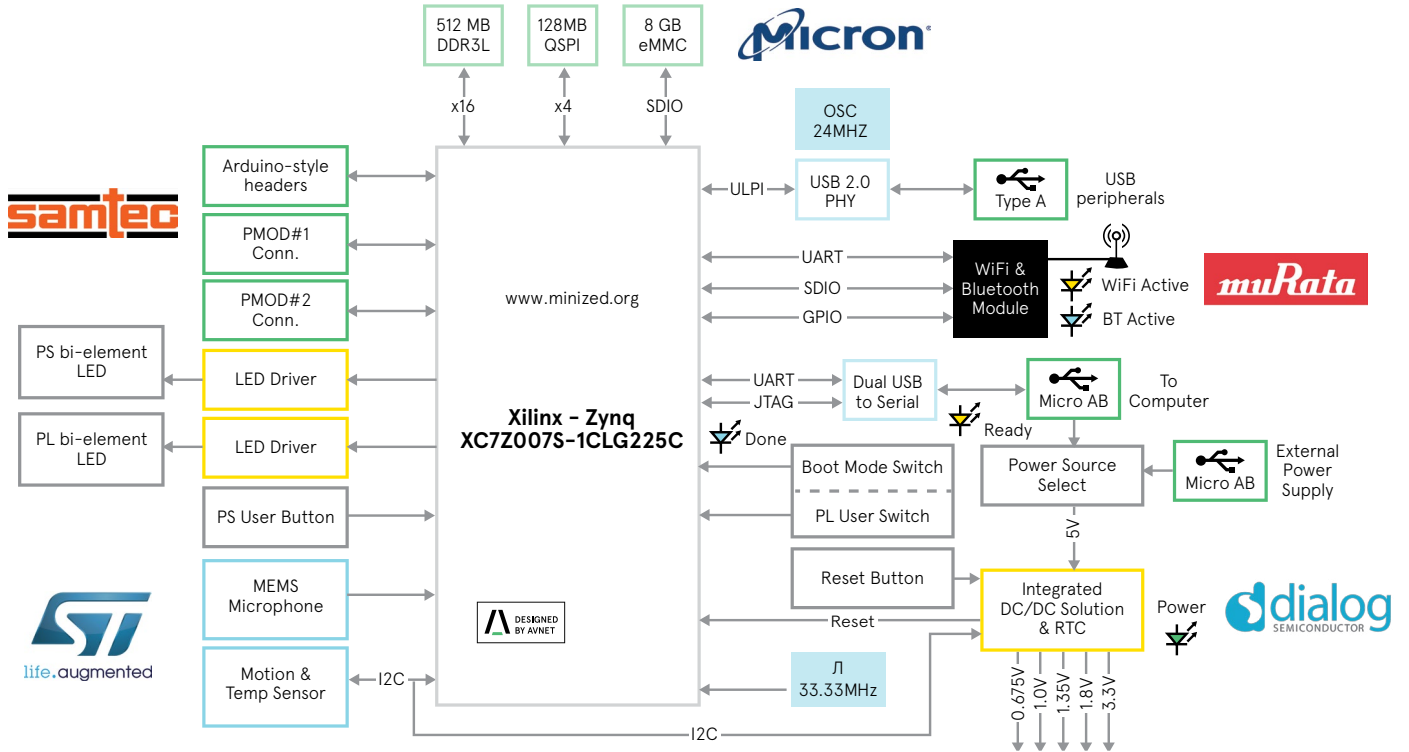 512 MB
DDR3L
128MB
QSPI
8 GB
eMMC
Micron
x16
x4
SDIO
OSC
24MHZ
Arduino-style
headers
ULPI
USB 2.0
PHY
Type A
USB
peripherals
samtec
PMOD#1
Conn.
UART
WiFi &
Bluetooth
Module
SDIO
GPIO
WiFi Active
BT Active
muRata
www.minized.org
PMOD#2
Conn.
PS bi-element
LED
LED Driver
UART
JTAG
Dual USB
to Serial
Micro AB
To
Computer
Xilinx - Zynq
XC7Z007S-1CLG225C
Done
Ready
PL bi-element
LED
LED Driver
Boot Mode Switch
PL User Switch
Power Source
Select
Micro AB
External
Power
Supply
PS User Button
5V
Reset Button
Integrated
DC/DC Solution
& RTC
Power
dialog
SEMICONDUCTOR
MEMS
Microphone
ST
life.augmented
DESIGNED
BY AVNET
Reset
Motion &
Temp Sensor
I2C
33.33MHz
0.675V
1.0V
1.35V
1.8V
3.3V
I2C